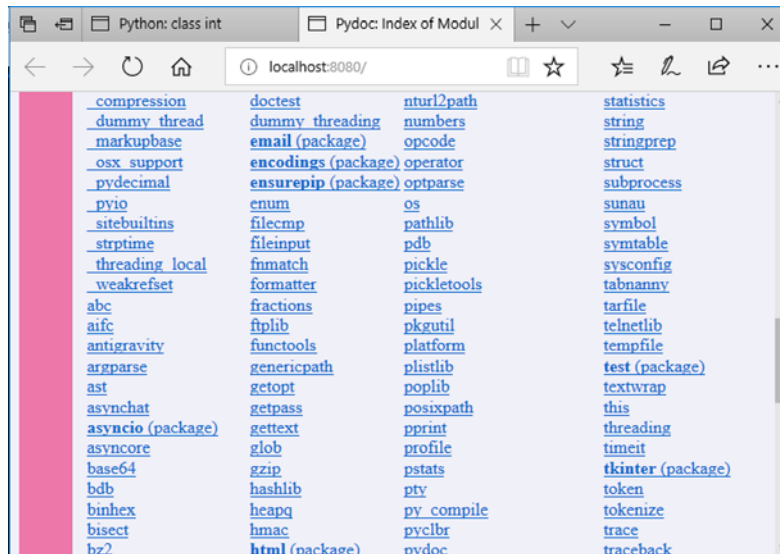 Python: class int
Pydoc: Index of Modul
localhost:8080/
_compression doctest nturl2path statistics
_dummy_thread dummy_threading numbers string
_markupbase email (package) opcode stringprep
_osx_support encodings (package) operator struct
_pydecimal ensurepip (package) optparse subprocess
_pyio enum os sunau
_sitebuiltins filecmp pathlib symbol
_strptime fileinput pdb symtable
_threading_local fnmatch pickle sysconfig
_weakrefset formatter pickletools tabnanny
abc fractions pipes tarfile
aifc ftplib pkgutil telnetlib
antigravity functools platform tempfile
argparse genericpath plistlib test (package)
ast getopt poplib textwrap
asynchat getpass posixpath this
asyncio (package) gettext pprint threading
asyncore glob profile timeit
base64 gzip pstats tkinter (package)
bdb hashlib pty token
binhex heapq py_compile tokenize
bisect hmac pyclbr trace
bz2 html (package) pydoc traceback